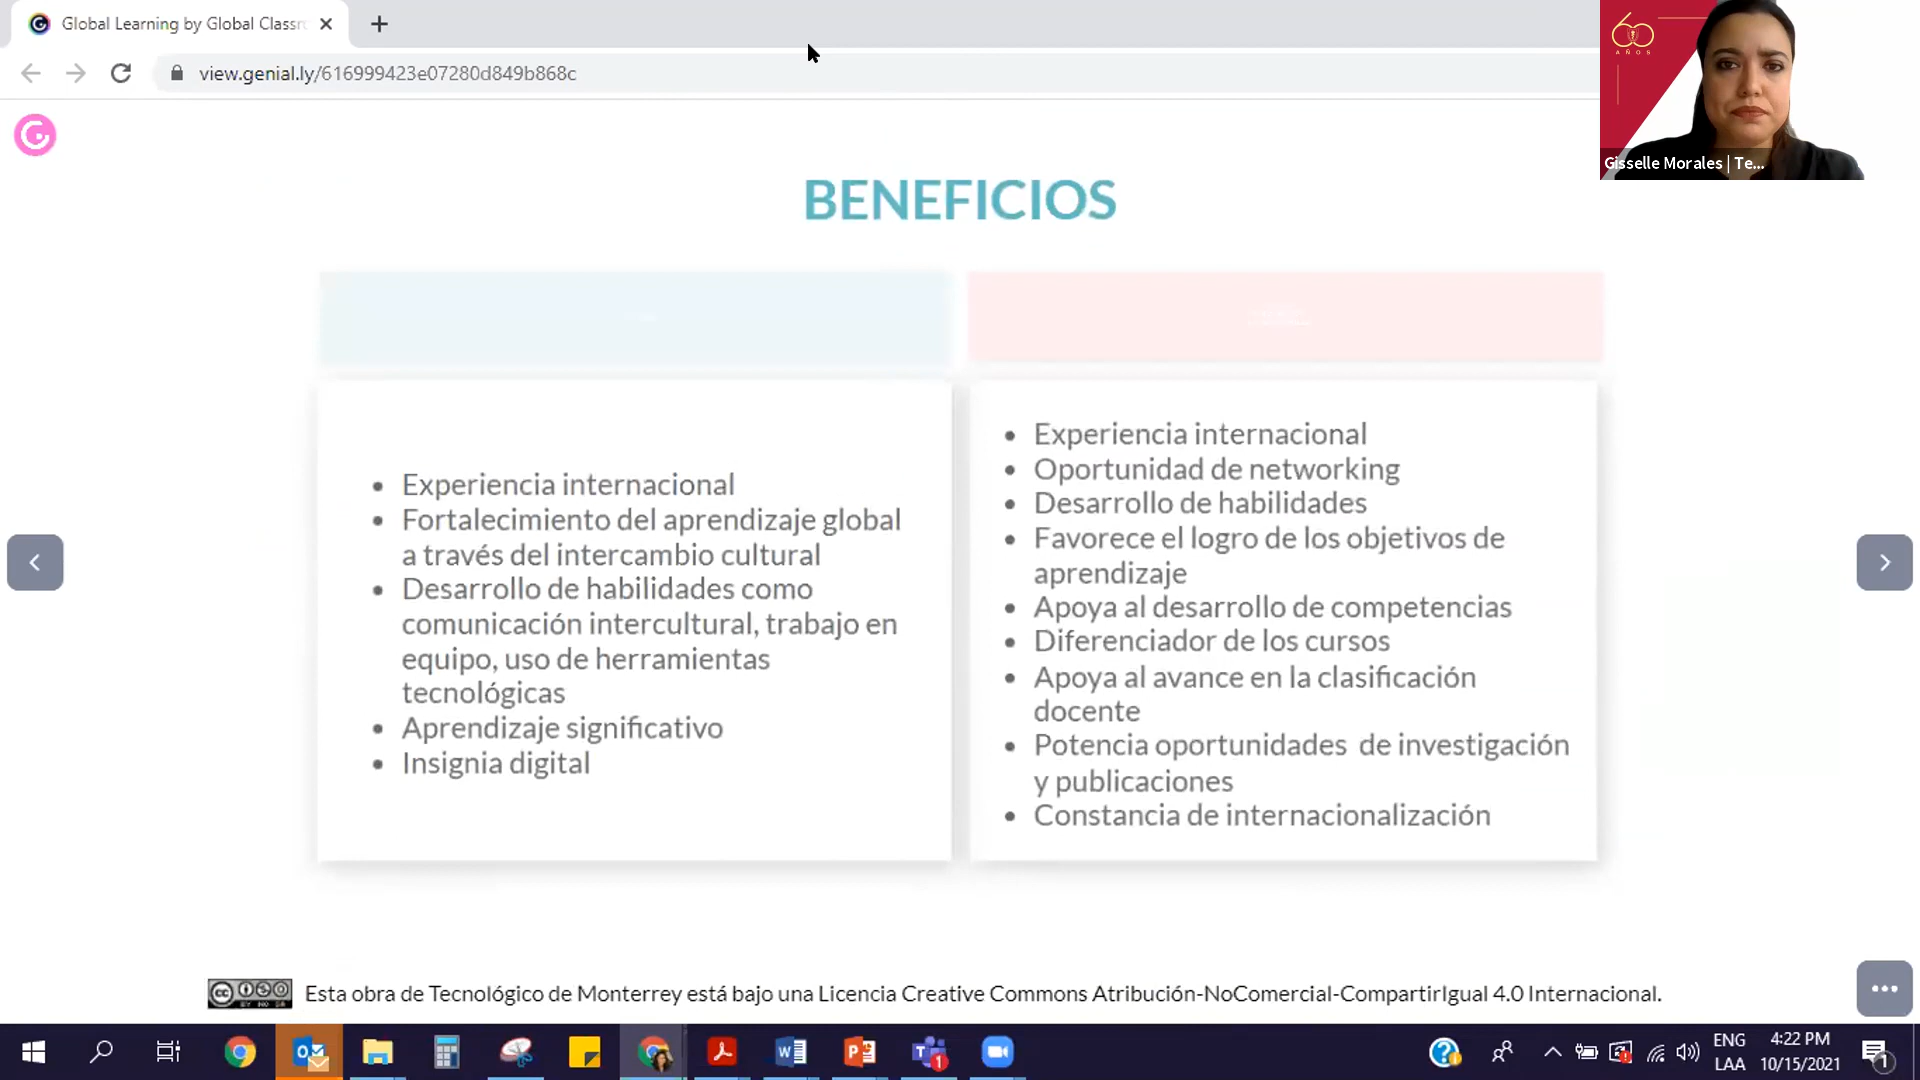 Global Learning by Global Classr
view.genial.ly/616999423e07280d849b868c
60
AÑOS
Gisselle Morales | Te...
BENEFICIOS
• Experiencia internacional
• Fortalecimiento del aprendizaje global
a través del intercambio cultural
• Desarrollo de habilidades como
comunicación intercultural, trabajo en
equipo, uso de herramientas
tecnológicas
• Aprendizaje significativo
• Insignia digital
• Experiencia internacional
• Oportunidad de networking
• Desarrollo de habilidades
• Favorece el logro de los objetivos de
aprendizaje
• Apoya al desarrollo de competencias
• Diferenciador de los cursos
• Apoya al avance en la clasificación
docente
• Potencia oportunidades de investigación
y publicaciones
• Constancia de internacionalización
Esta obra de Tecnológico de Monterrey está bajo una Licencia Creative Commons Atribución-NoComercial-CompartirIgual 4.0 Internacional.
ENG
LAA
4:22 PM
10/15/2021
1
1